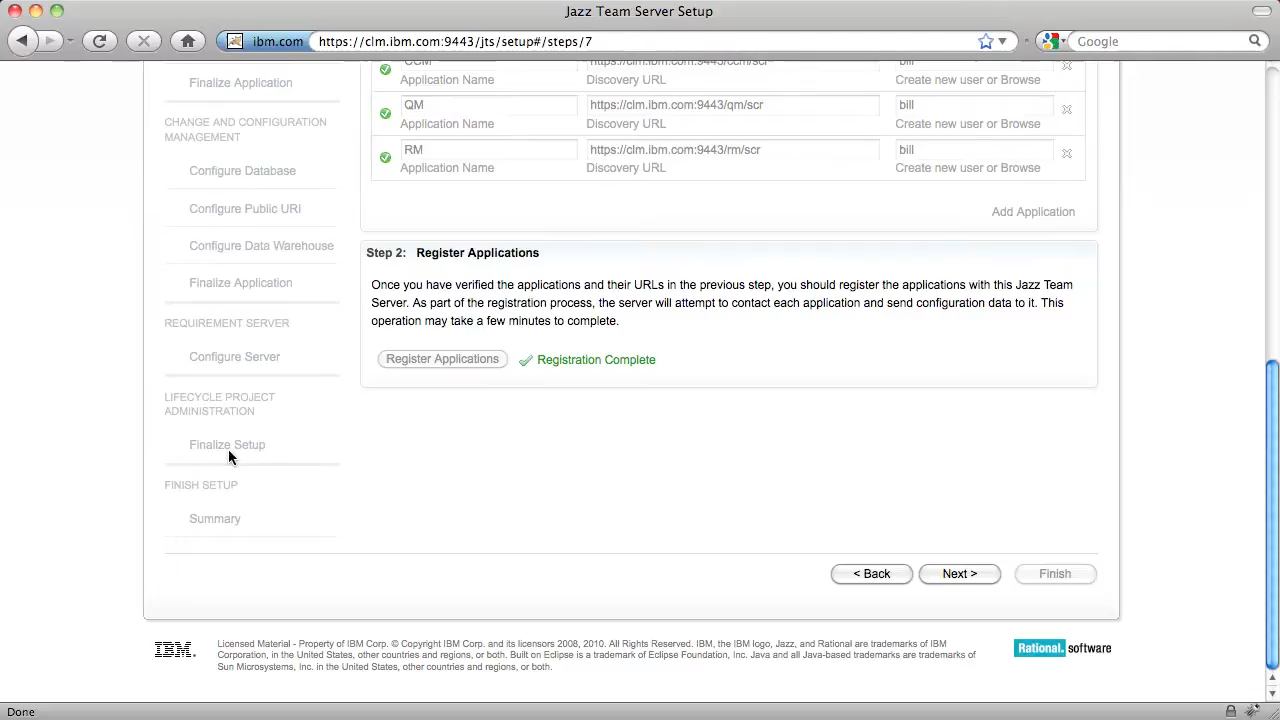 Jazz Team Server Setup
ibm.com https://clm.ibm.com:9443/jts/setup#/steps/7
Google
Finalize Application
CHANGE AND CONFIGURATION
MANAGEMENT
Configure Database
Configure Public URI
Configure Data Warehouse
Finalize Application
REQUIREMENT SERVER
Configure Server
LIFECYCLE PROJECT
ADMINISTRATION
Finalize Setup
FINISH SETUP
Summary
CCM https://clm.ibm.com:9443/ccm/scr bill
Application Name Discovery URL Create new user or Browse
QM https://clm.ibm.com:9443/qm/scr bill
Application Name Discovery URL Create new user or Browse
RM https://clm.ibm.com:9443/rm/scr bill
Application Name Discovery URL Create new user or Browse
Add Application
Step 2: Register Applications
Once you have verified the applications and their URLs in the previous step, you should register the applications with this Jazz Team
Server. As part of the registration process, the server will attempt to contact each application and send configuration data to it. This
operation may take a few minutes to complete.
Register Applications Registration Complete
< Back Next > Finish
IBM.
Licensed Material - Property of IBM Corp. © Copyright IBM Corp. and its licensors 2008, 2010. All Rights Reserved. IBM, the IBM logo, Jazz, and Rational are trademarks of IBM
Corporation, in the United States, other countries and regions, or both. Built on Eclipse is a trademark of Eclipse Foundation, Inc. Java and all Java-based trademarks are trademarks of
Sun Microsystems, Inc. in the United States, other countries and regions, or both.
Rational. software
Done